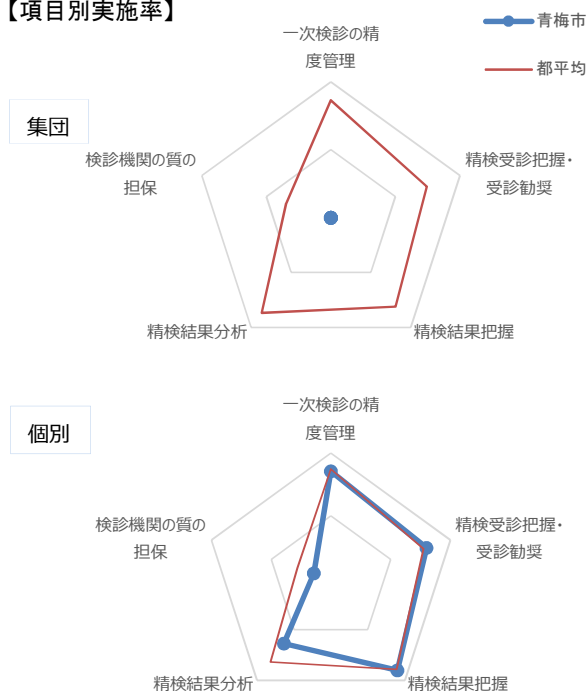 【項目別実施率】
青梅市
都平均
集団
一次検診の精
度管理
精検受診把握・
受診勧奨
精検結果把握
精検結果分析
検診機関の質の
担保
個別
一次検診の精
度管理
精検受診把握・
受診勧奨
精検結果把握
精検結果分析
検診機関の質の
担保